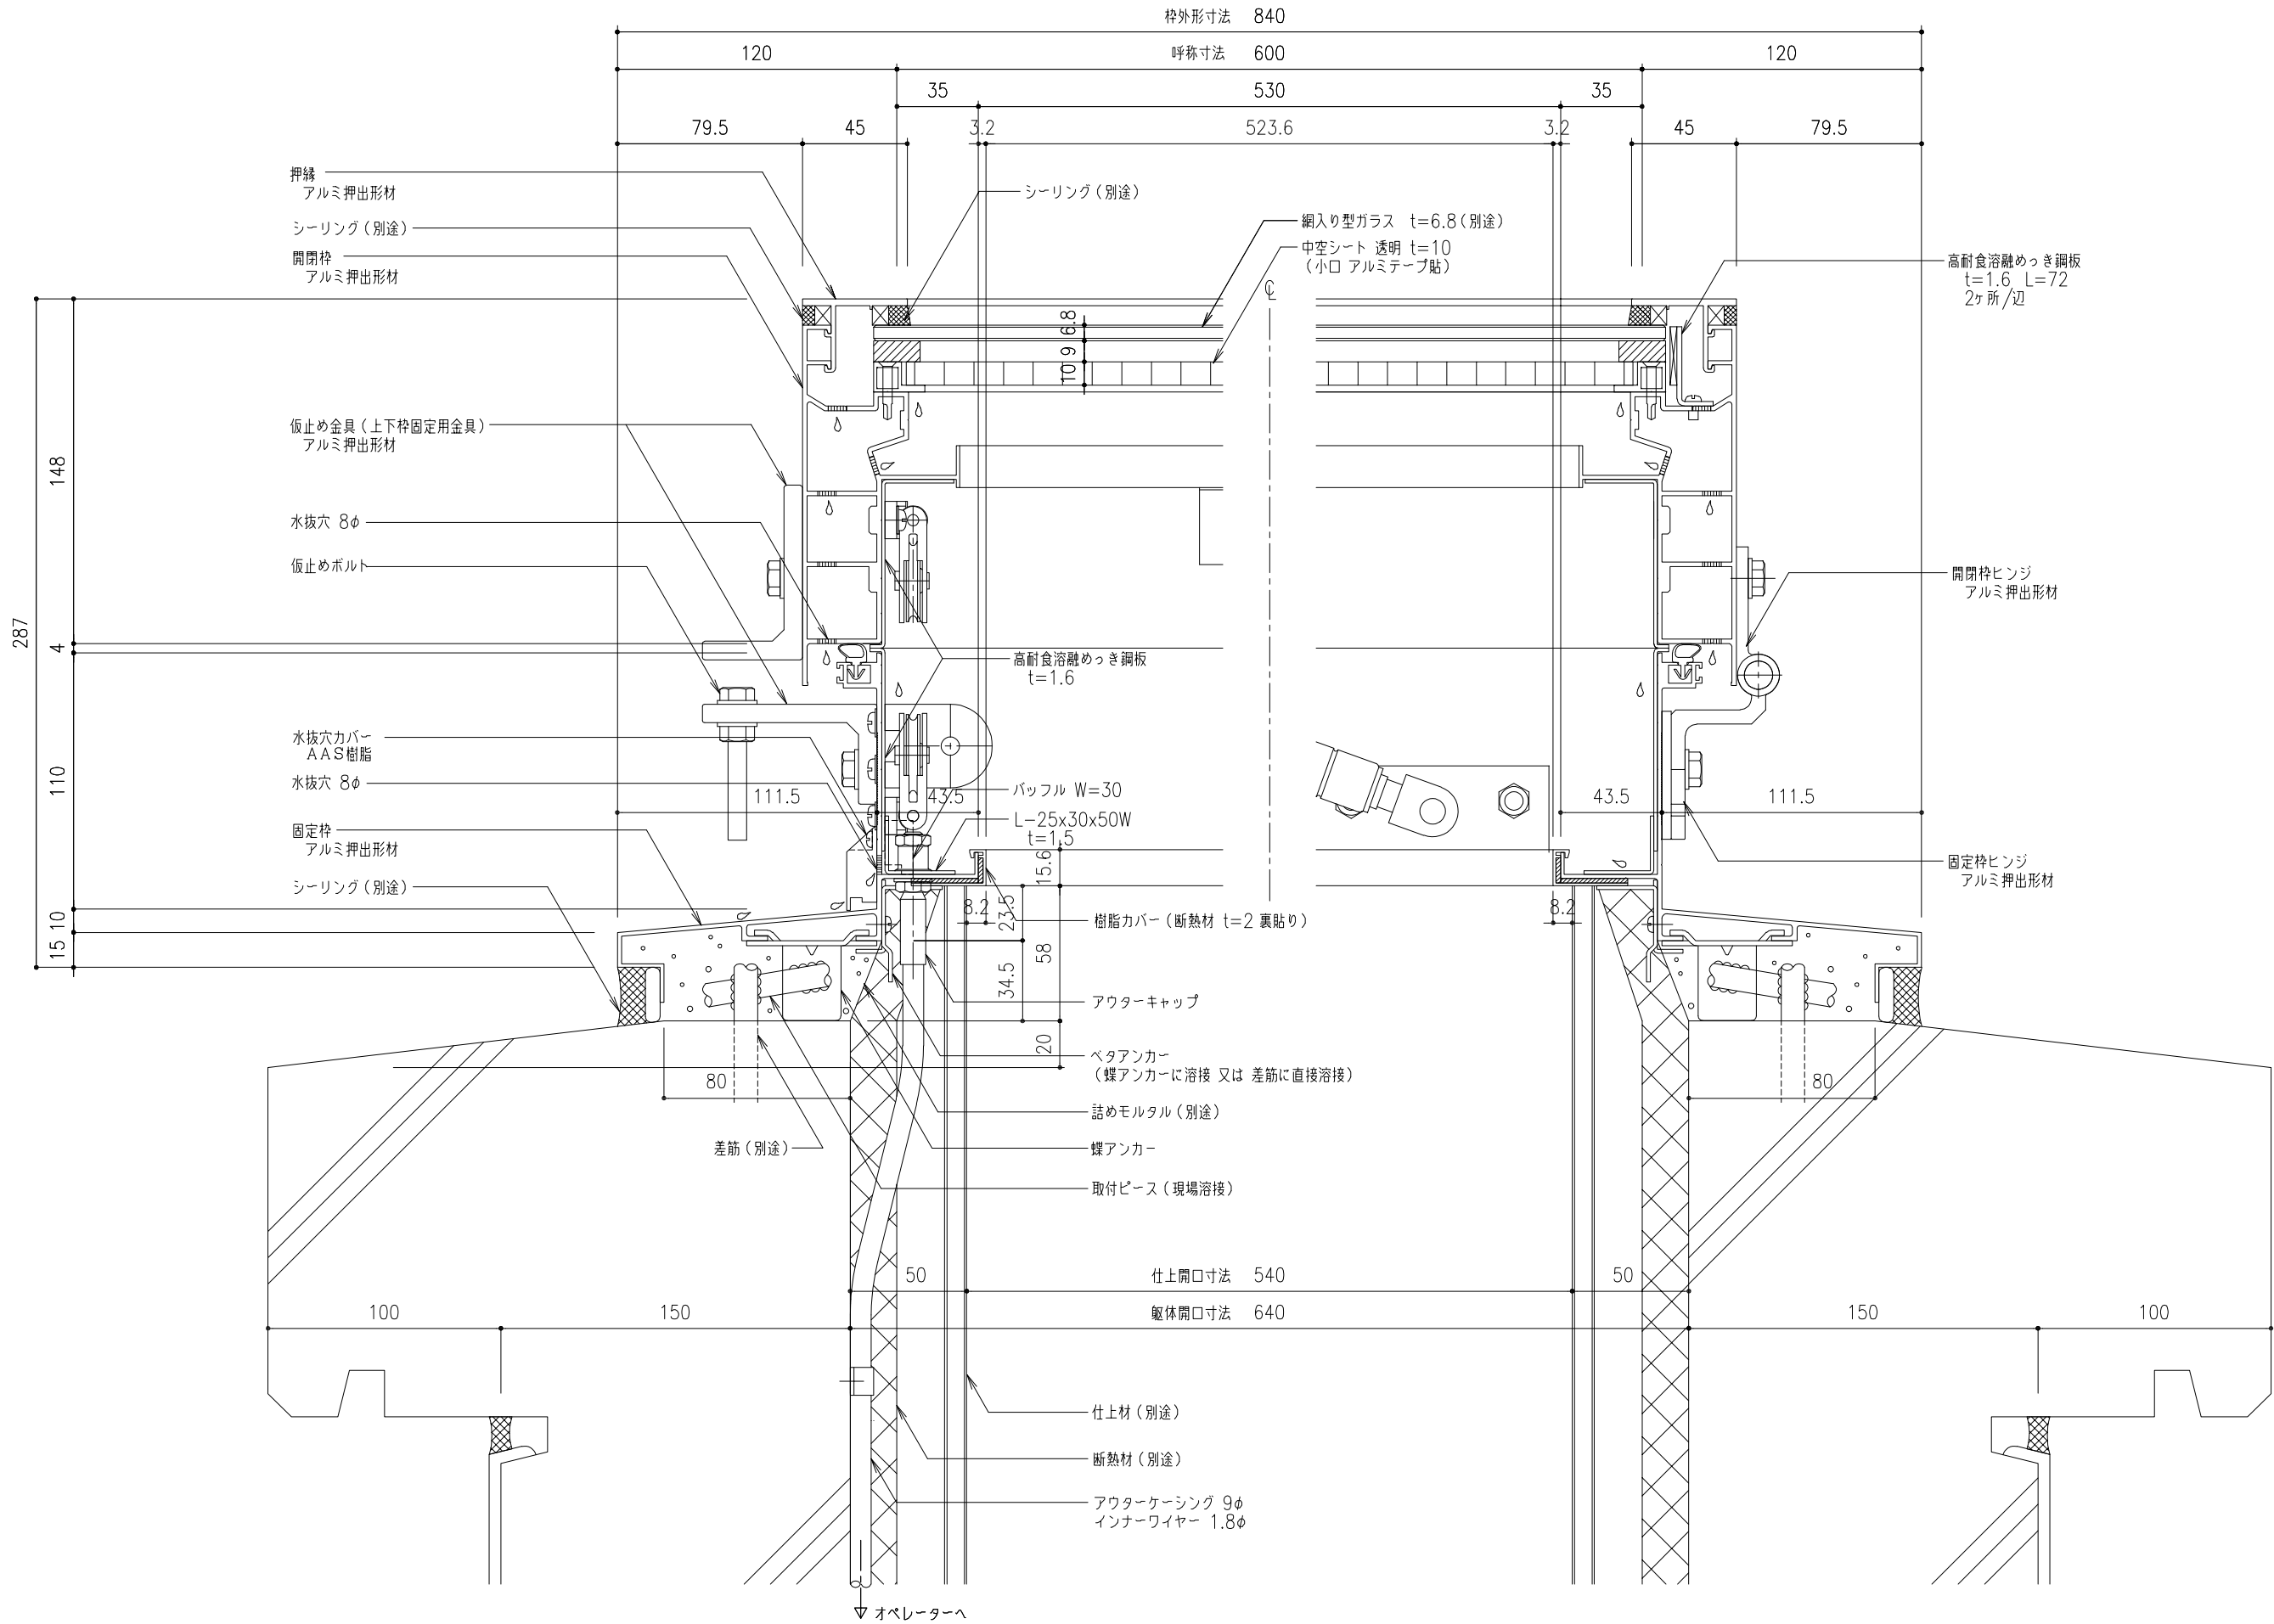 枠外形寸法 840
120
呼称寸法 600
120
35
530
35
79.5
45
3.2
523.6
3.2
45
79.5
押縁
アルミ押出形材
シーリング(別途)
シーリング(別途)
開閉枠
アルミ押出形材
網入り型ガラス t=6.8(別途)
中空シート 透明 t=10
(小口 アルミテープ貼)
高耐食溶融めっき鋼板
t=1.6 L=72
2ヶ所/辺
℄
6.8
9
10
仮止め金具(上下枠固定用金具)
アルミ押出形材
148
水抜穴 8φ
仮止めボルト
開閉枠ヒンジ
アルミ押出形材
287
4
高耐食溶融めっき鋼板
t=1.6
水抜穴カバー
AAS樹脂
水抜穴 8φ
110
111.5
43.5
バッフル W=30
L-25x30x50W
t=1.5
43.5
111.5
固定枠
アルミ押出形材
15.6
固定枠ヒンジ
アルミ押出形材
シーリング(別途)
8.2
23.5
樹脂カバー(断熱材 t=2 裏貼り)
8.2
10
15
58
34.5
アウターキャップ
20
ベタアンカー
(蝶アンカーに溶接 又は 差筋に直接溶接)
80
80
詰めモルタル(別途)
差筋(別途)
蝶アンカー
取付ピース(現場溶接)
50
仕上開口寸法 540
50
100
150
躯体開口寸法 640
150
100
仕上材(別途)
断熱材(別途)
アウターケーシング 9φ
インナーワイヤー 1.8φ
オペレーターへ